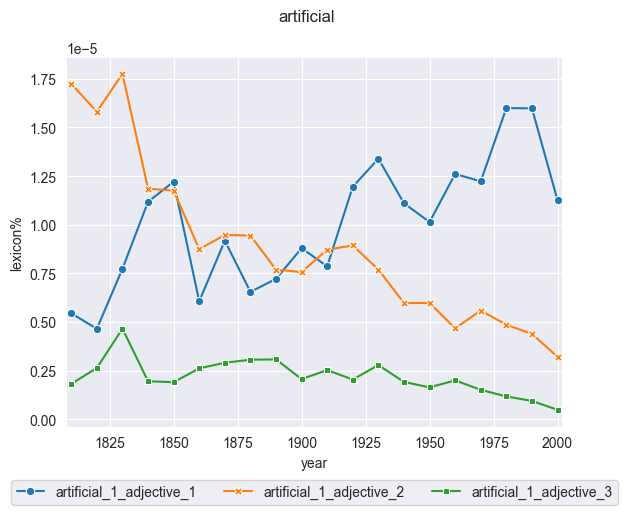 artificial
1e−5
1.75
1.50
1.25
1.00
0.75
0.50
0.25
0.00
lexicon%
1825 1850 1875 1900 1925 1950 1975 2000
year
artificial_1_adjective_1 artificial_1_adjective_2 artificial_1_adjective_3